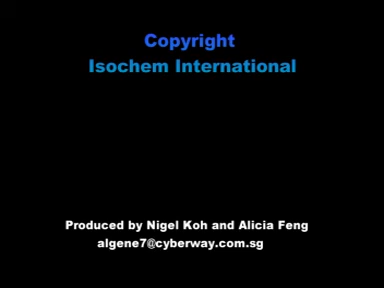 Copyright
Isochem International
Produced by Nigel Koh and Alicia Feng
algene7@cyberway.com.sg